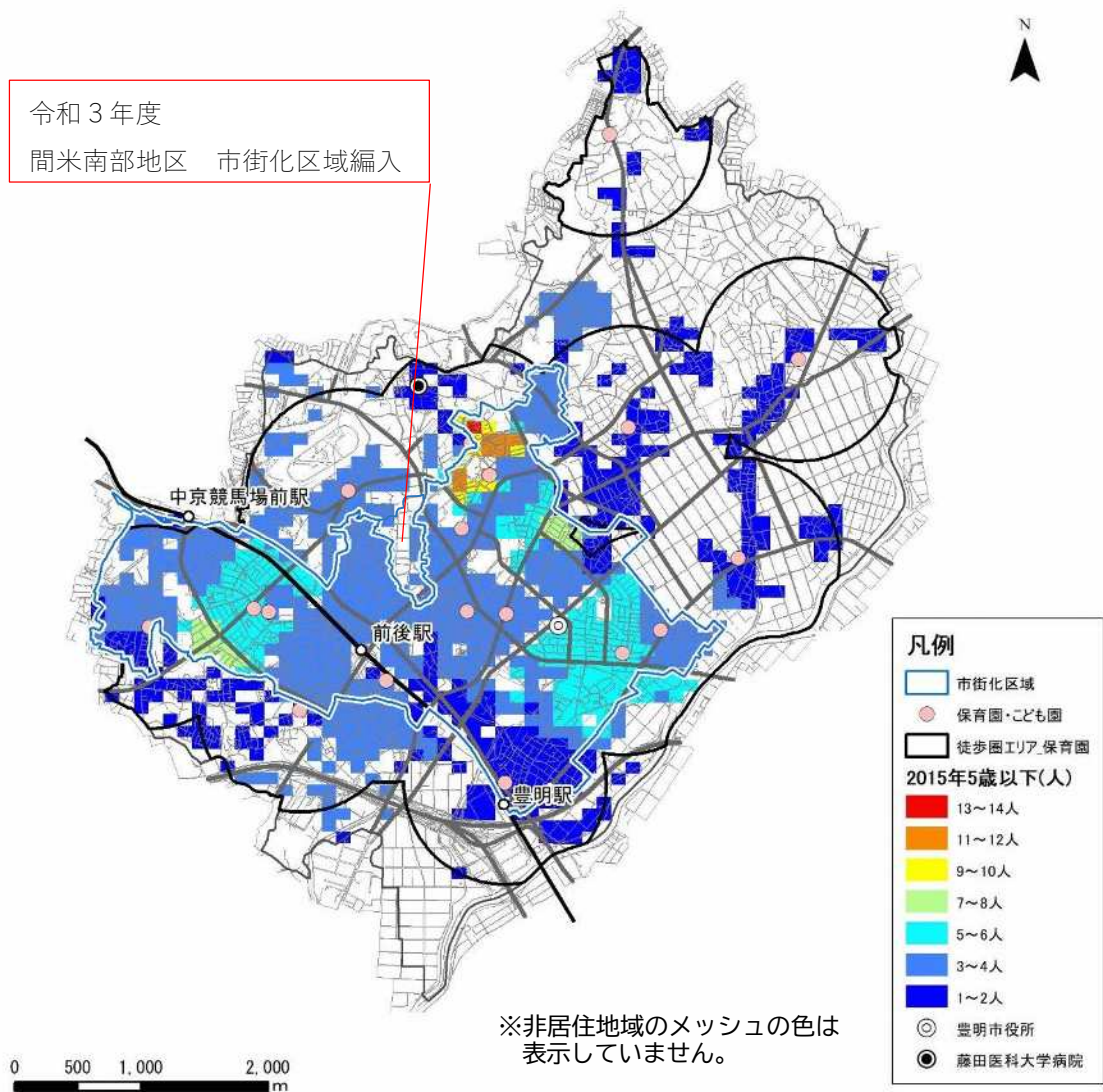 N
令和３年度
間米南部地区　市街化区域編入
中京競馬場前駅
前後駅
豊明駅
凡例
市街化区域
保育園・こども園
徒歩圏エリア_保育園
2015年5歳以下(人)
13～14人
11～12人
9～10人
7～8人
5～6人
3～4人
1～2人
豊明市役所
藤田医科大学病院
※非居住地域のメッシュの色は
表示していません。
0 500 1,000 2,000
m